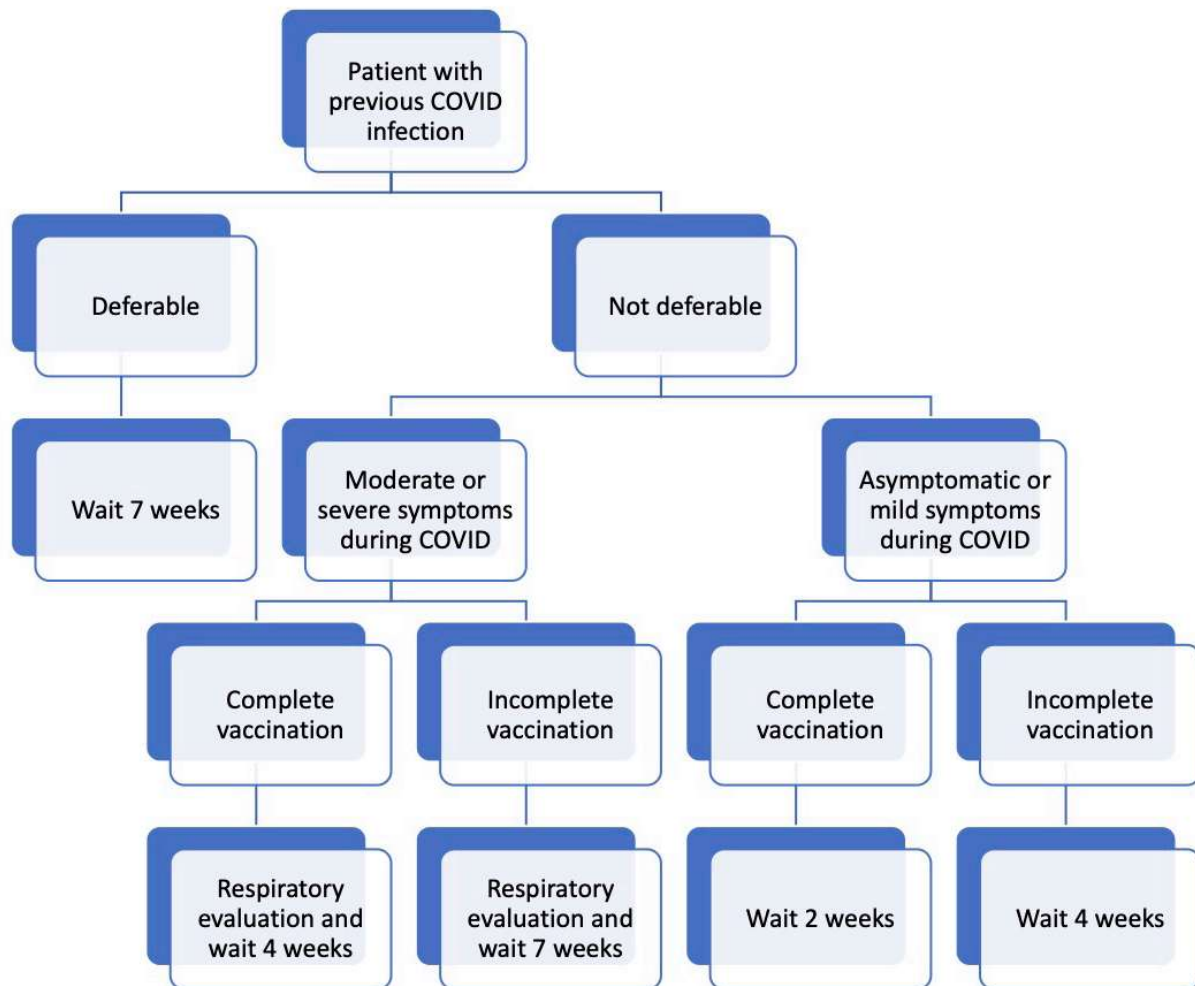 Patient with
previous COVID
infection
Deferable
Not deferable
Wait 7 weeks
Moderate or
severe symptoms
during COVID
Asymptomatic or
mild symptoms
during COVID
Complete
vaccination
Incomplete
vaccination
Complete
vaccination
Incomplete
vaccination
Respiratory
evaluation and
wait 4 weeks
Respiratory
evaluation and
wait 7 weeks
Wait 2 weeks
Wait 4 weeks